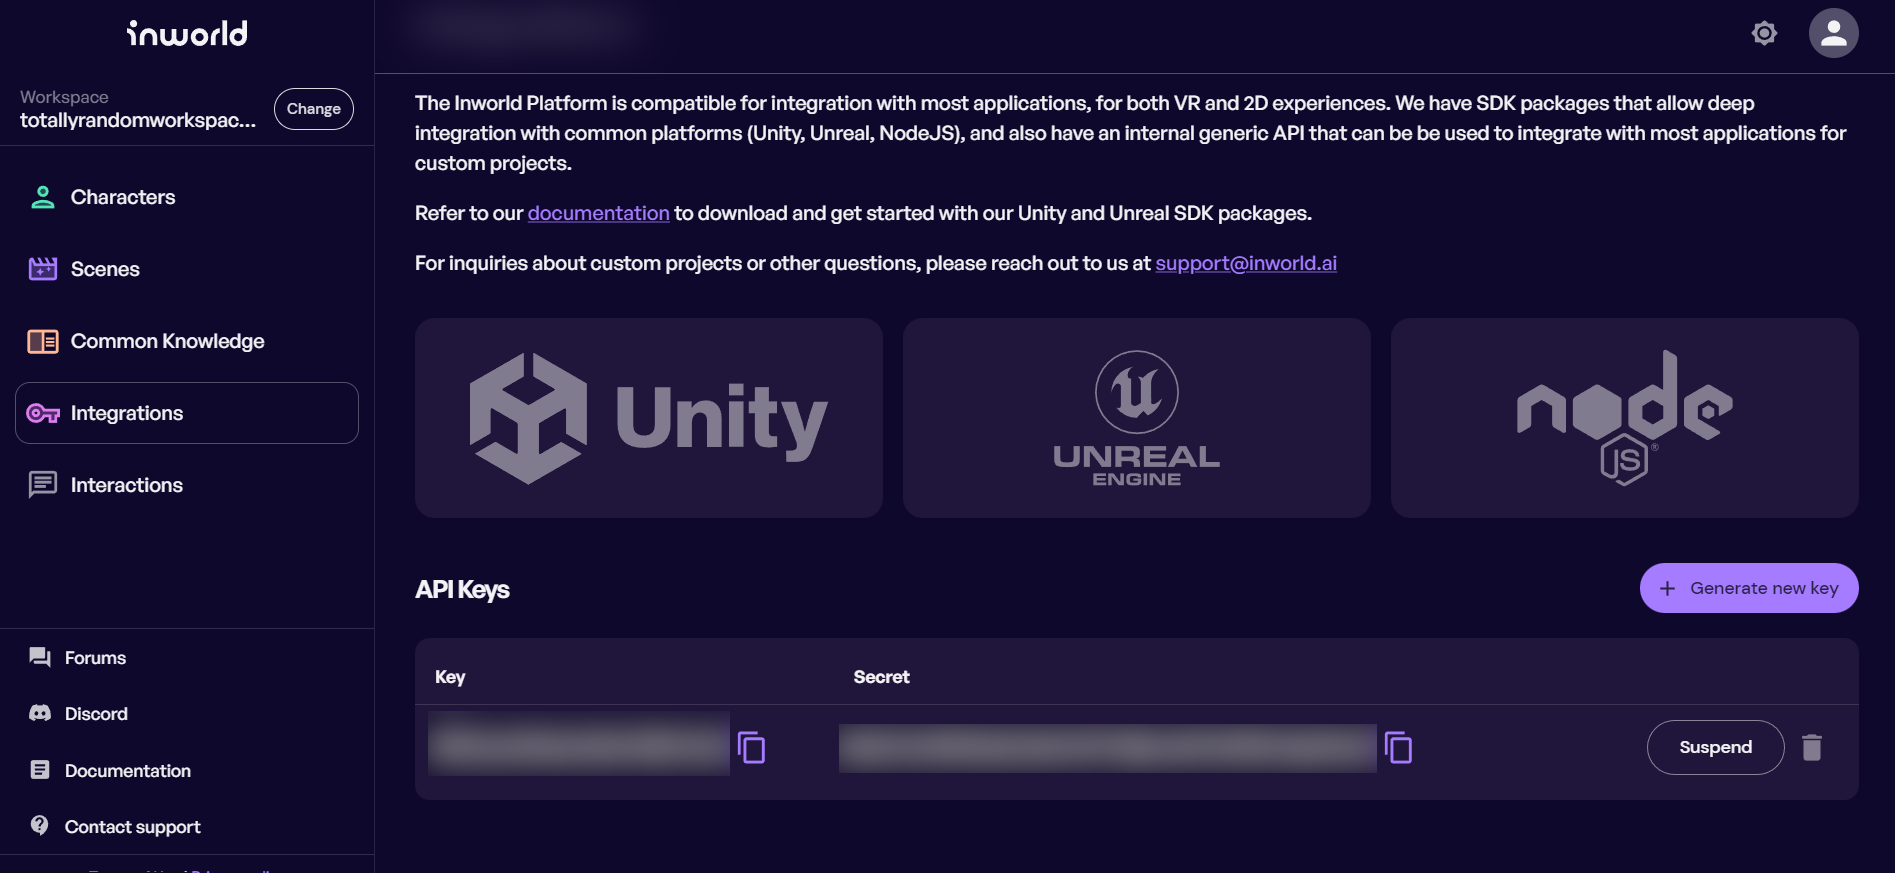 inworld
Workspace
totallyrandomworkspac...
Change
Characters
Scenes
Common Knowledge
Integrations
Interactions
Forums
Discord
Documentation
Contact support
The Inworld Platform is compatible for integration with most applications, for both VR and 2D experiences. We have SDK packages that allow deep
integration with common platforms (Unity, Unreal, NodeJS), and also have an internal generic API that can be be used to integrate with most applications for
custom projects.
Refer to our documentation to download and get started with our Unity and Unreal SDK packages.
For inquiries about custom projects or other questions, please reach out to us at support@inworld.ai
Unity
UNREAL
ENGINE
node
JS®
API Keys
+ Generate new key
Key
Secret
Suspend